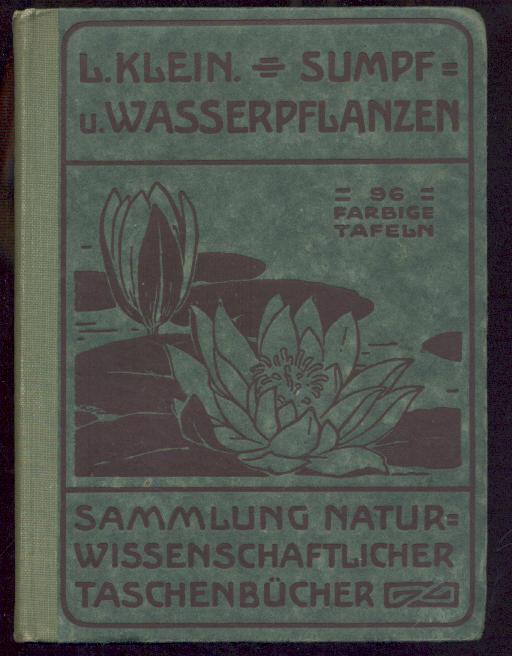 L. KLEIN. = SUMPF=
u. WASSERPFLANZEN
= 96 =
FARBIGE
TAFELN
SAMMLUNG NATUR=
WISSENSCHAFTLICHER
TASCHENBÜCHER